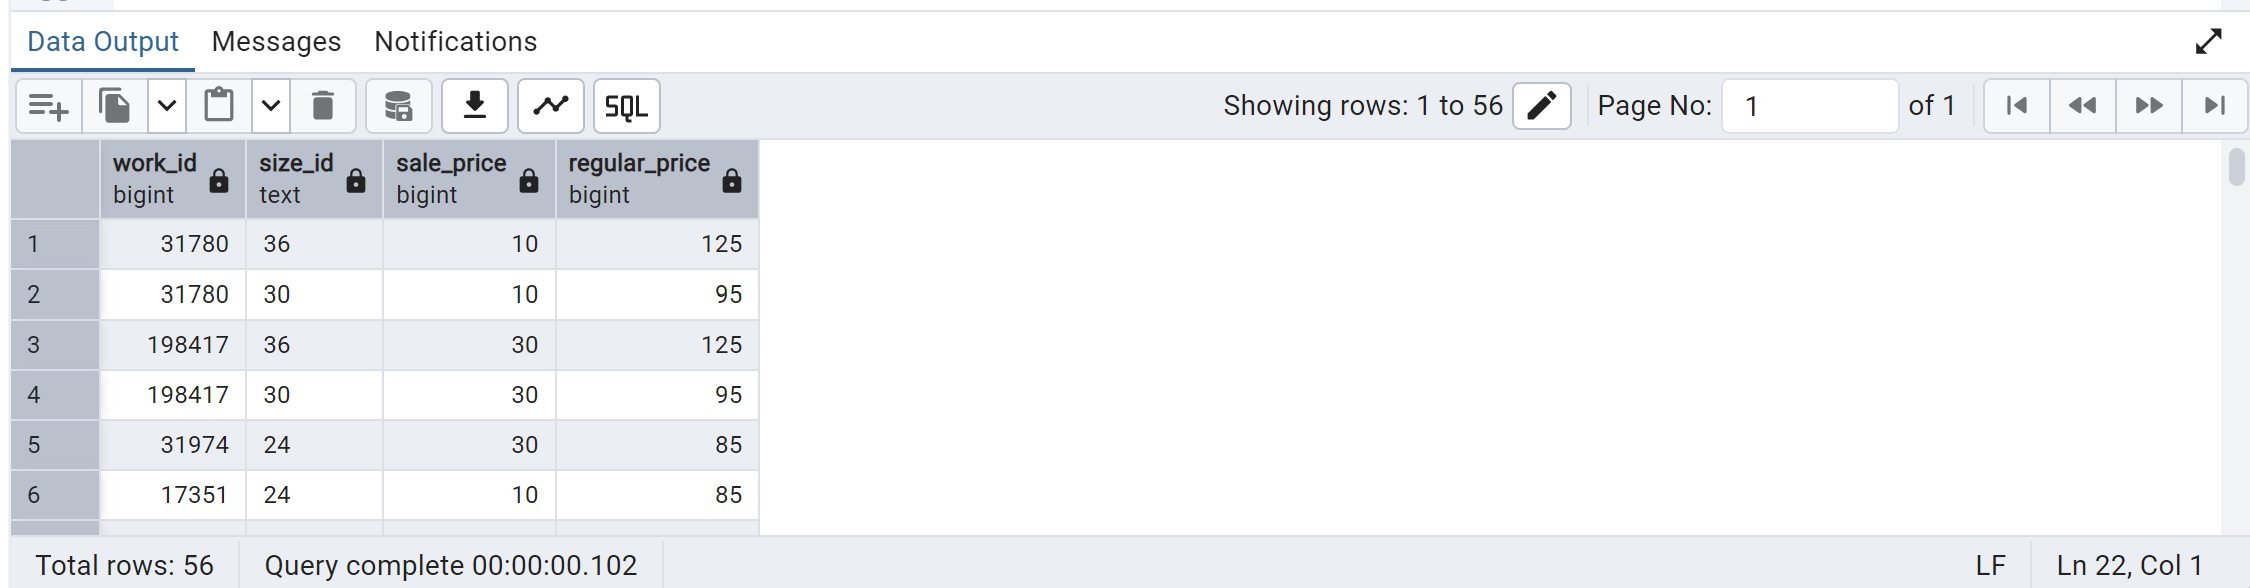 Data Output Messages Notifications
SQL Showing rows: 1 to 56 Page No: 1 of 1
work_id size_id sale_price regular_price
bigint text bigint bigint
1 31780 36 10 125
2 31780 30 10 95
3 198417 36 30 125
4 198417 30 30 95
5 31974 24 30 85
6 17351 24 10 85
Total rows: 56 Query complete 00:00:00.102 LF Ln 22, Col 1